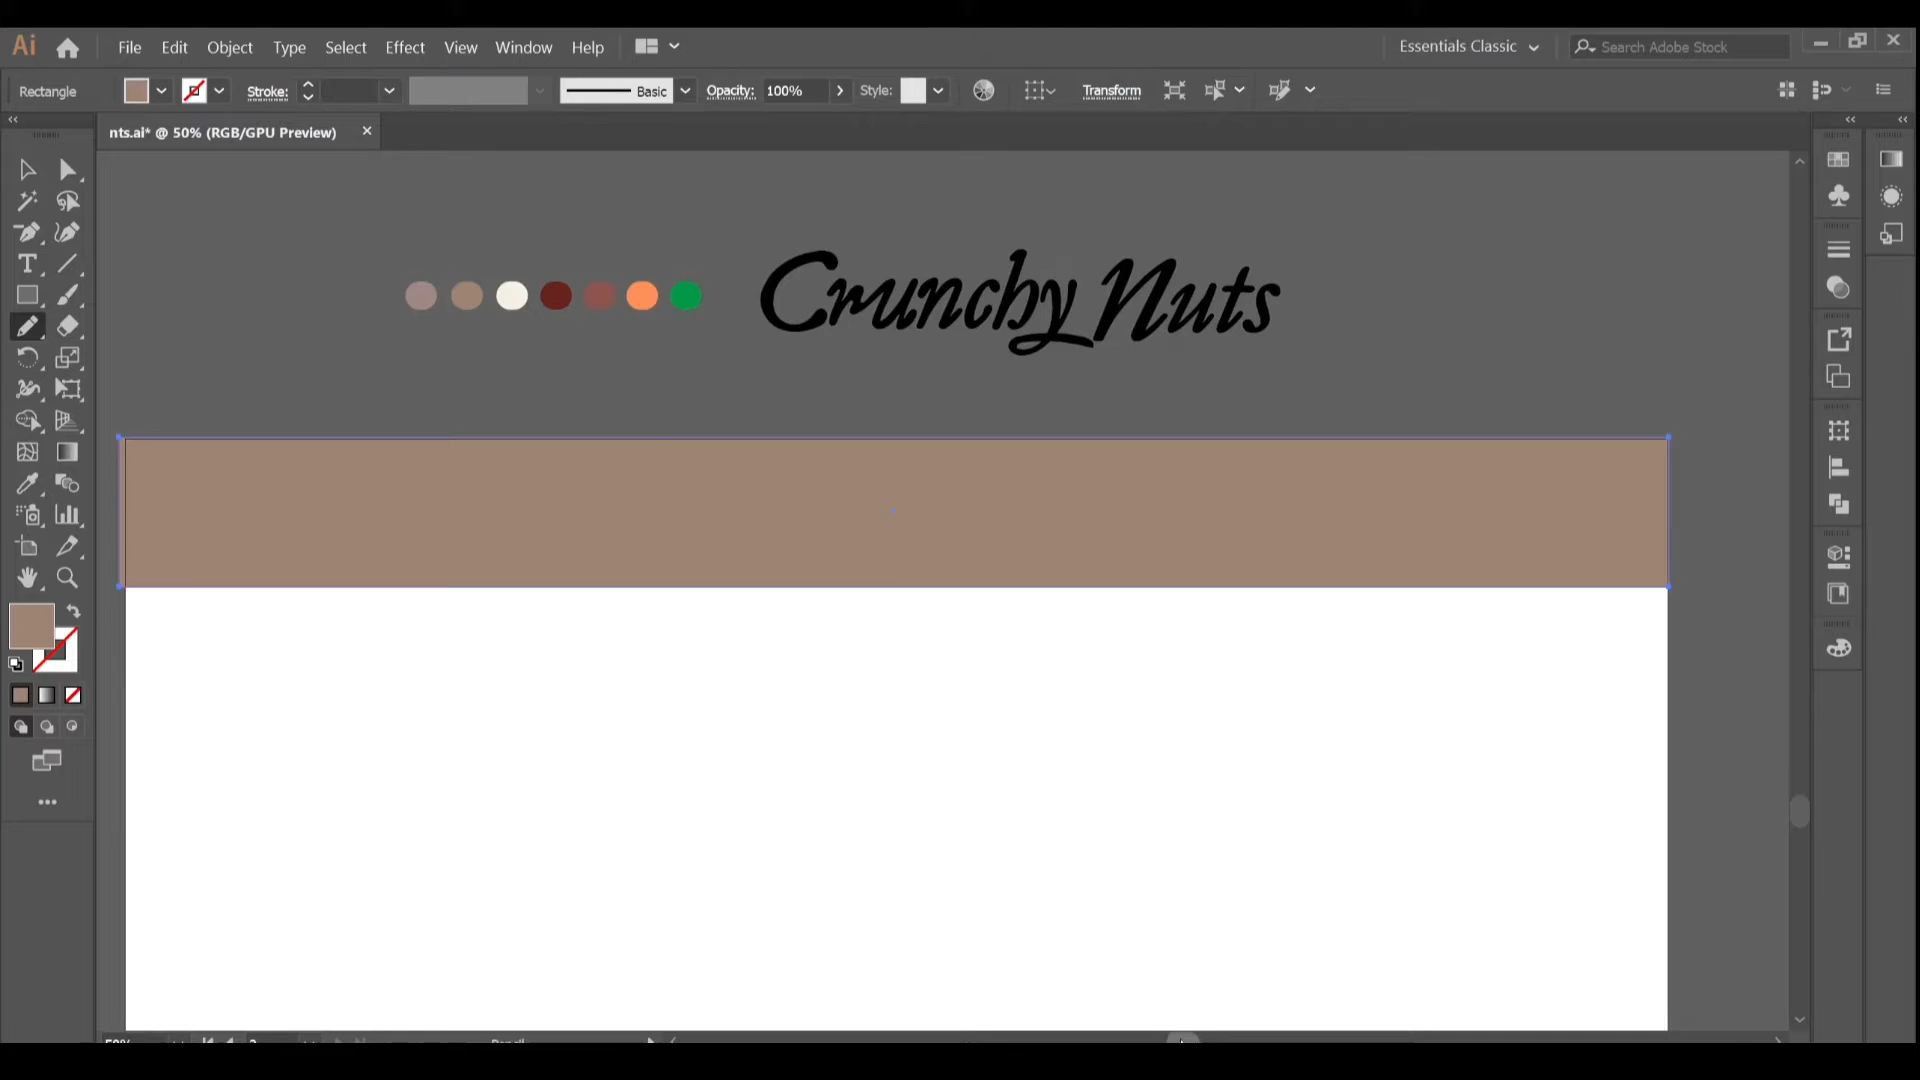 Ai File Edit Object Type Select Effect View Window Help Essentials Classic Search Adobe Stock
Rectangle Stroke: Basic Opacity: 100% Style: Transform
nts.ai* @ 50% (RGB/GPU Preview)
Crunchy Nuts